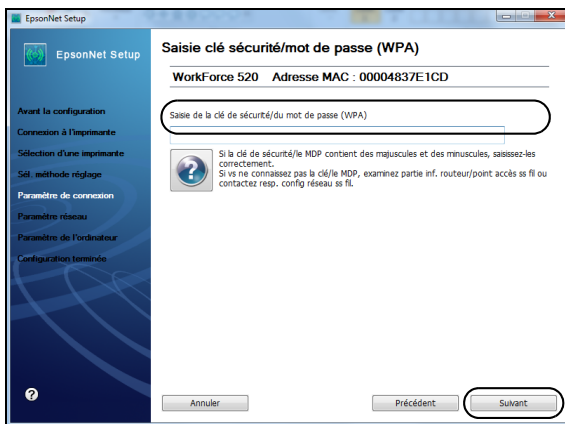 EpsonNet Setup
EpsonNet Setup
Saisie clé sécurité/mot de passe (WPA)
WorkForce 520 Adresse MAC : 00004837E1CD
Avant la configuration
Connexion à l'imprimante
Sélection d'une imprimante
Sél. méthode réglage
Paramètre de connexion
Paramètre réseau
Paramètre de l'ordinateur
Configuration terminée
Saisie de la clé de sécurité/du mot de passe (WPA)
Si la clé de sécurité/le MDP contient des majuscules et des minuscules, saisissez-les
correctement.
Si vs ne connaissez pas la clé/le MDP, examinez partie inf. routeur/point accès ss fil ou
contactez resp. config réseau ss fil.
Annuler
Précédent
Suivant